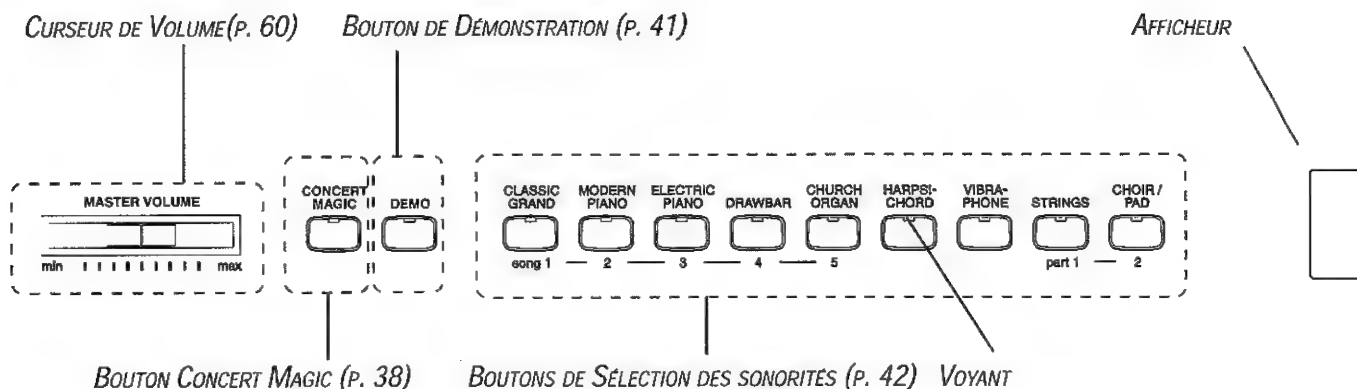 CURSEUR DE VOLUME(P. 60)
BOUTON DE DÉMONSTRATION (P. 41)
AFFICHEUR
MASTER VOLUME
min max
CONCERT
MAGIC
DEMO
CLASSIC
GRAND
MODERN
PIANO
ELECTRIC
PIANO
DRAWBAR
CHURCH
ORGAN
HARPSI-
CHORD
VIBRA-
PHONE
STRINGS
CHOIR /
PAD
song 1 — 2 — 3 — 4 — 5
part 1 — 2
BOUTON CONCERT MAGIC (P. 38)
BOUTONS DE SÉLECTION DES SONORITÉS (P. 42)
VOYANT